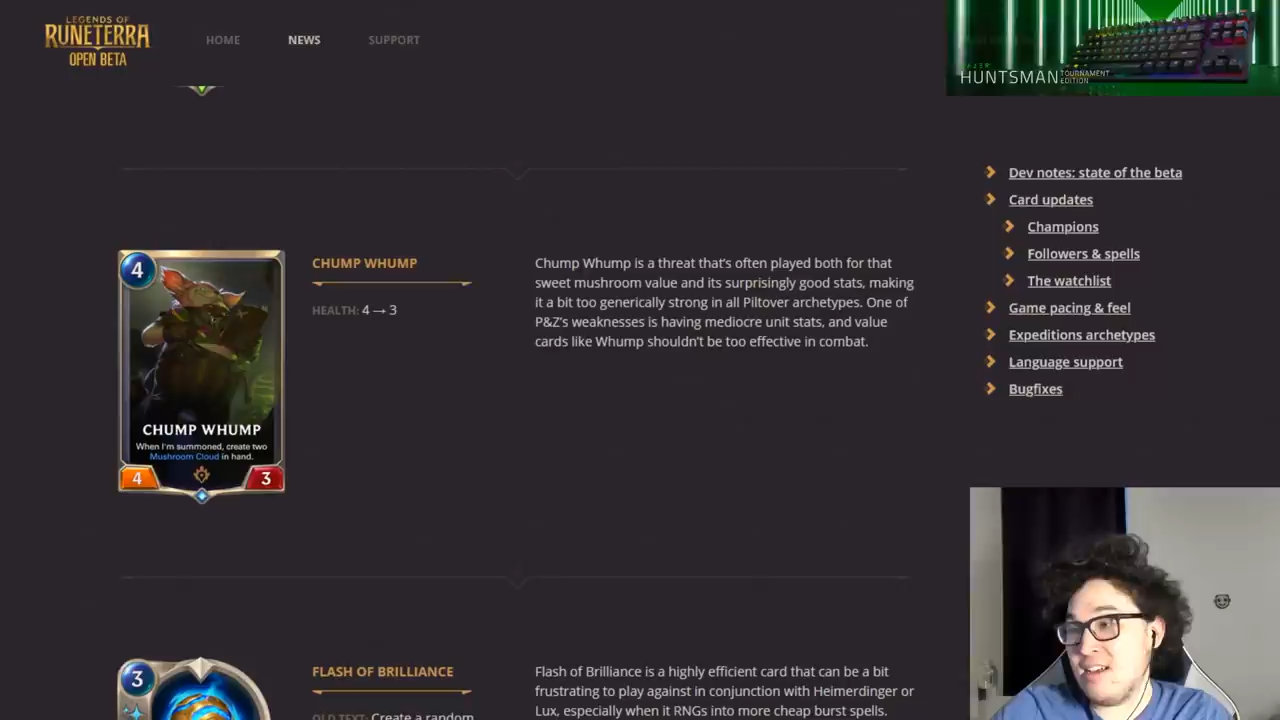 LEGENDS OF
RUNETERRA
OPEN BETA
HOME
NEWS
SUPPORT
RAZER
HUNTSMAN TOURNAMENT EDITION
Dev notes: state of the beta
Card updates
Champions
Followers & spells
The watchlist
Game pacing & feel
Expeditions archetypes
Language support
Bugfixes
4
CHUMP WHUMP
When I'm summoned, create two
Mushroom Cloud in hand.
4
3
CHUMP WHUMP
HEALTH: 4 → 3
Chump Whump is a threat that's often played both for that
sweet mushroom value and its surprisingly good stats, making
it a bit too generically strong in all Piltover archetypes. One of
P&Z's weaknesses is having mediocre unit stats, and value
cards like Whump shouldn't be too effective in combat.
3
FLASH OF BRILLIANCE
OLD TEXT: Create a random
Flash of Brilliance is a highly efficient card that can be a bit
frustrating to play against in conjunction with Heimerdinger or
Lux, especially when it RNGs into more cheap burst spells.